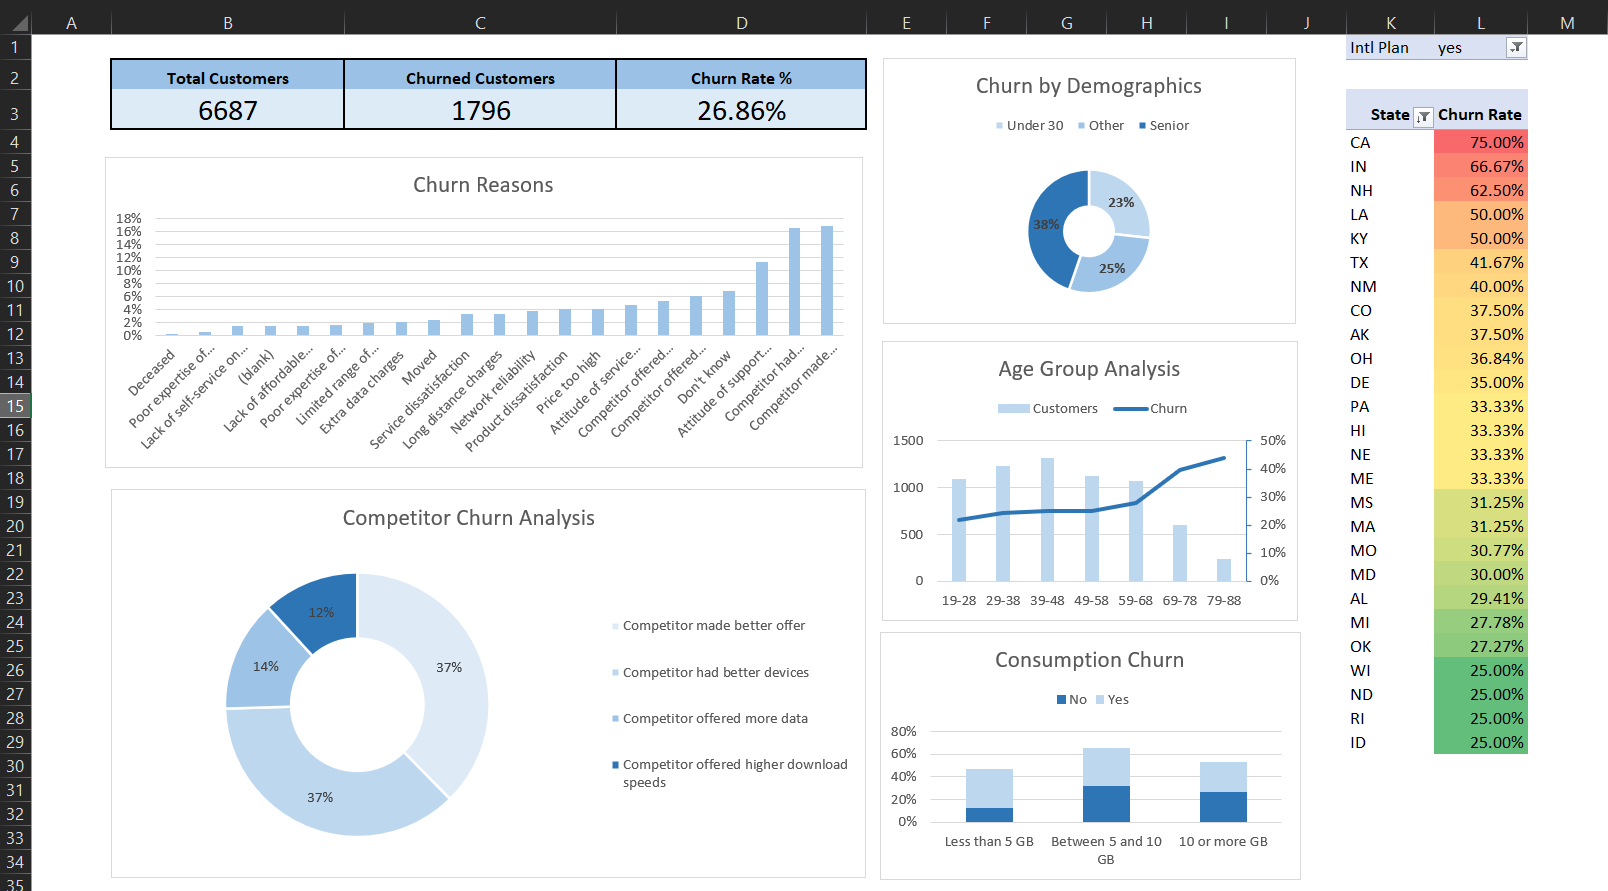 A B C D E F G H I J K L M
1
2
3
4
5
6
7
8
9
10
11
12
13
14
15
16
17
18
19
20
21
22
23
24
25
26
27
28
29
30
31
32
33
34
35
Total Customers Churned Customers Churn Rate %
6687 1796 26.86%
Churn Reasons
18%
16%
14%
12%
10%
8%
6%
4%
2%
0%
Deceased
Poor expertise of...
Lack of self-service on...
(blank)
Lack of affordable...
Poor expertise of...
Limited range of...
Extra data charges
Moved
Service dissatisfaction
Long distance charges
Network reliability
Product dissatisfaction
Price too high
Attitude of service...
Competitor offered...
Competitor offered...
Don't know
Attitude of support...
Competitor had...
Competitor made...
Competitor Churn Analysis
12%
37%
14%
37%
Competitor made better offer
Competitor had better devices
Competitor offered more data
Competitor offered higher download
speeds
Churn by Demographics
Under 30 Other Senior
23%
38%
25%
Age Group Analysis
Customers Churn
1500
1000
500
0
50%
40%
30%
20%
10%
0%
19-28 29-38 39-48 49-58 59-68 69-78 79-88
Consumption Churn
No Yes
80%
60%
40%
20%
0%
Less than 5 GB
Between 5 and 10
GB
10 or more GB
Intl Plan yes
State Churn Rate
CA 75.00%
IN 66.67%
NH 62.50%
LA 50.00%
KY 50.00%
TX 41.67%
NM 40.00%
CO 37.50%
AK 37.50%
OH 36.84%
DE 35.00%
PA 33.33%
HI 33.33%
NE 33.33%
ME 33.33%
MS 31.25%
MA 31.25%
MO 30.77%
MD 30.00%
AL 29.41%
MI 27.78%
OK 27.27%
WI 25.00%
ND 25.00%
RI 25.00%
ID 25.00%